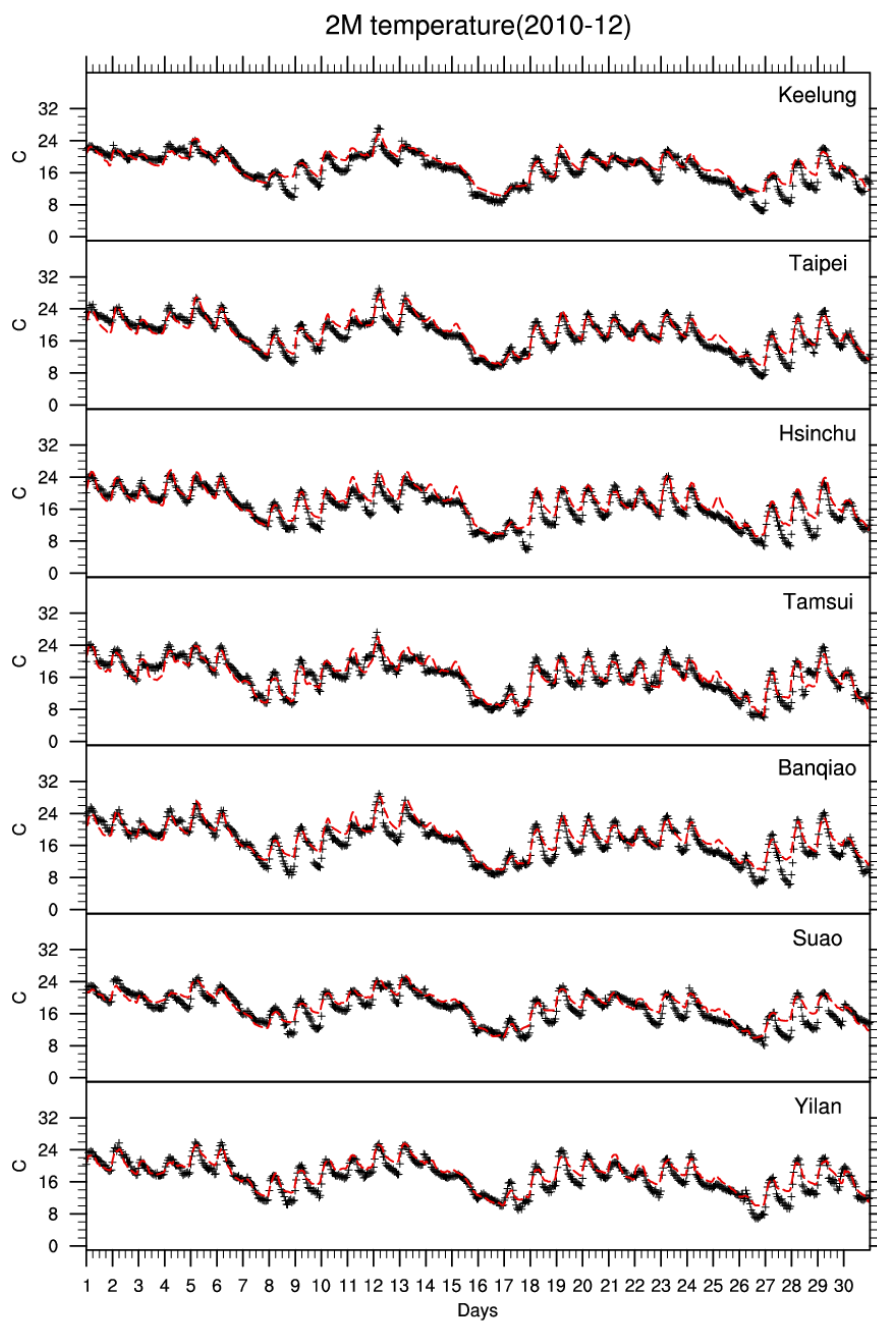 2M temperature(2010-12)
Keelung
C
32
24
16
8
0
Taipei
C
32
24
16
8
0
Hsinchu
C
32
24
16
8
0
Tamsui
C
32
24
16
8
0
Banqiao
C
32
24
16
8
0
Suao
C
32
24
16
8
0
Yilan
C
32
24
16
8
0
1 2 3 4 5 6 7 8 9 10 11 12 13 14 15 16 17 18 19 20 21 22 23 24 25 26 27 28 29 30
Days